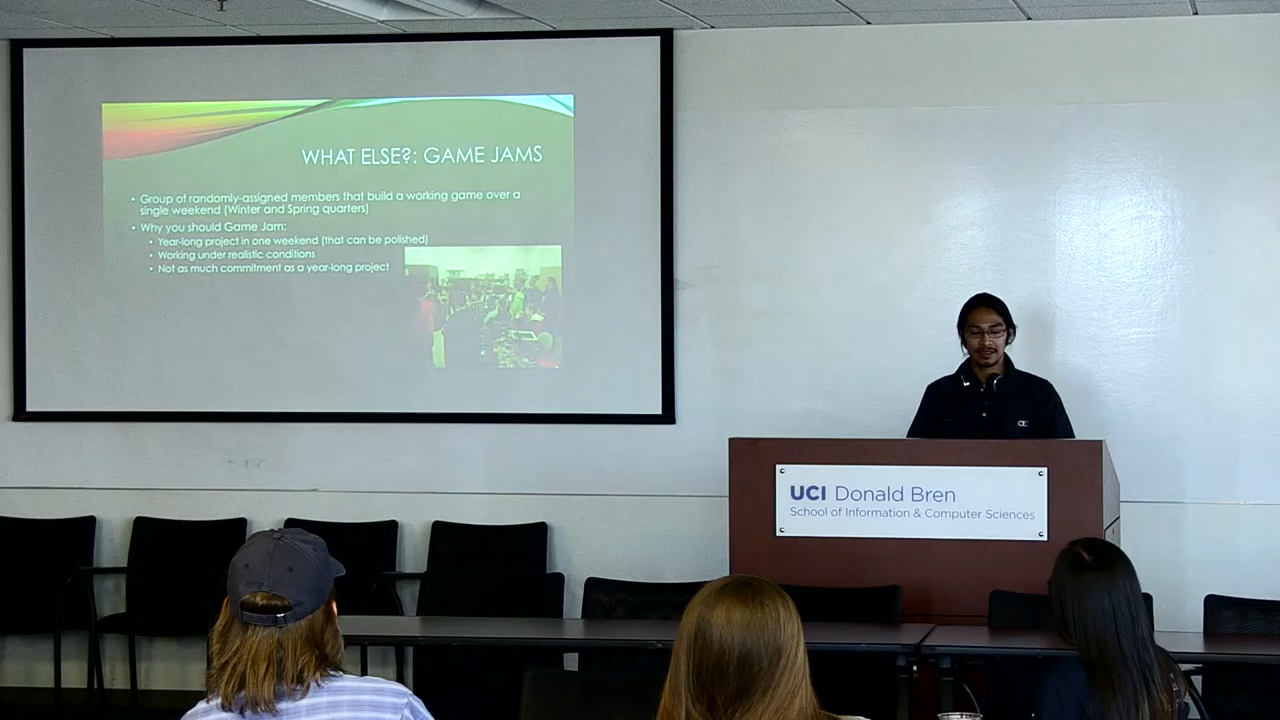 WHAT ELSE?: GAME JAMS
• Group of randomly-assigned members that build a working game over a
single weekend (Winter and Spring quarters)
• Why you should Game Jam:
• Year-long project in one weekend (that can be polished)
• Working under realistic conditions
• Not as much commitment as a year-long project
UCI Donald Bren
School of Information & Computer Sciences